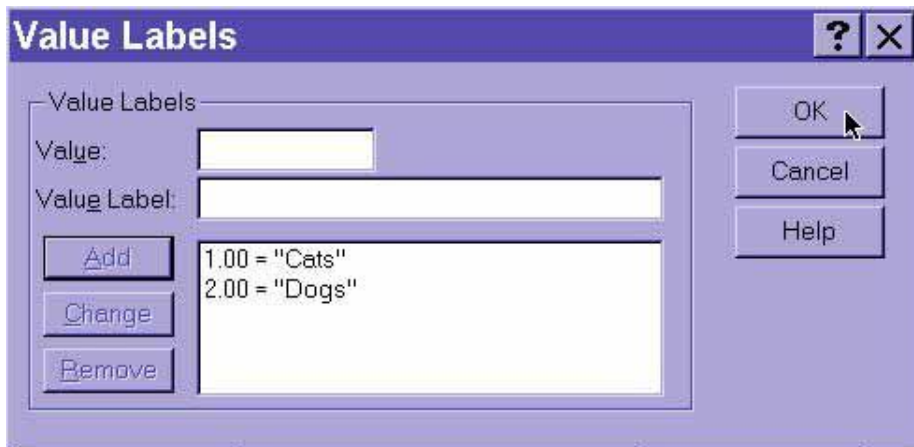 Value Labels
?
Value Labels
Value:
Value Label:
Add
Change
Remove
1.00 = "Cats"
2.00 = "Dogs"
OK
Cancel
Help